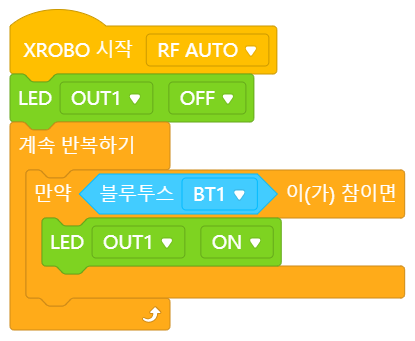 XROBO 시작 RF AUTO
LED OUT1 OFF
계속 반복하기
만약 블루투스 BT1 이(가) 참이면
LED OUT1 ON